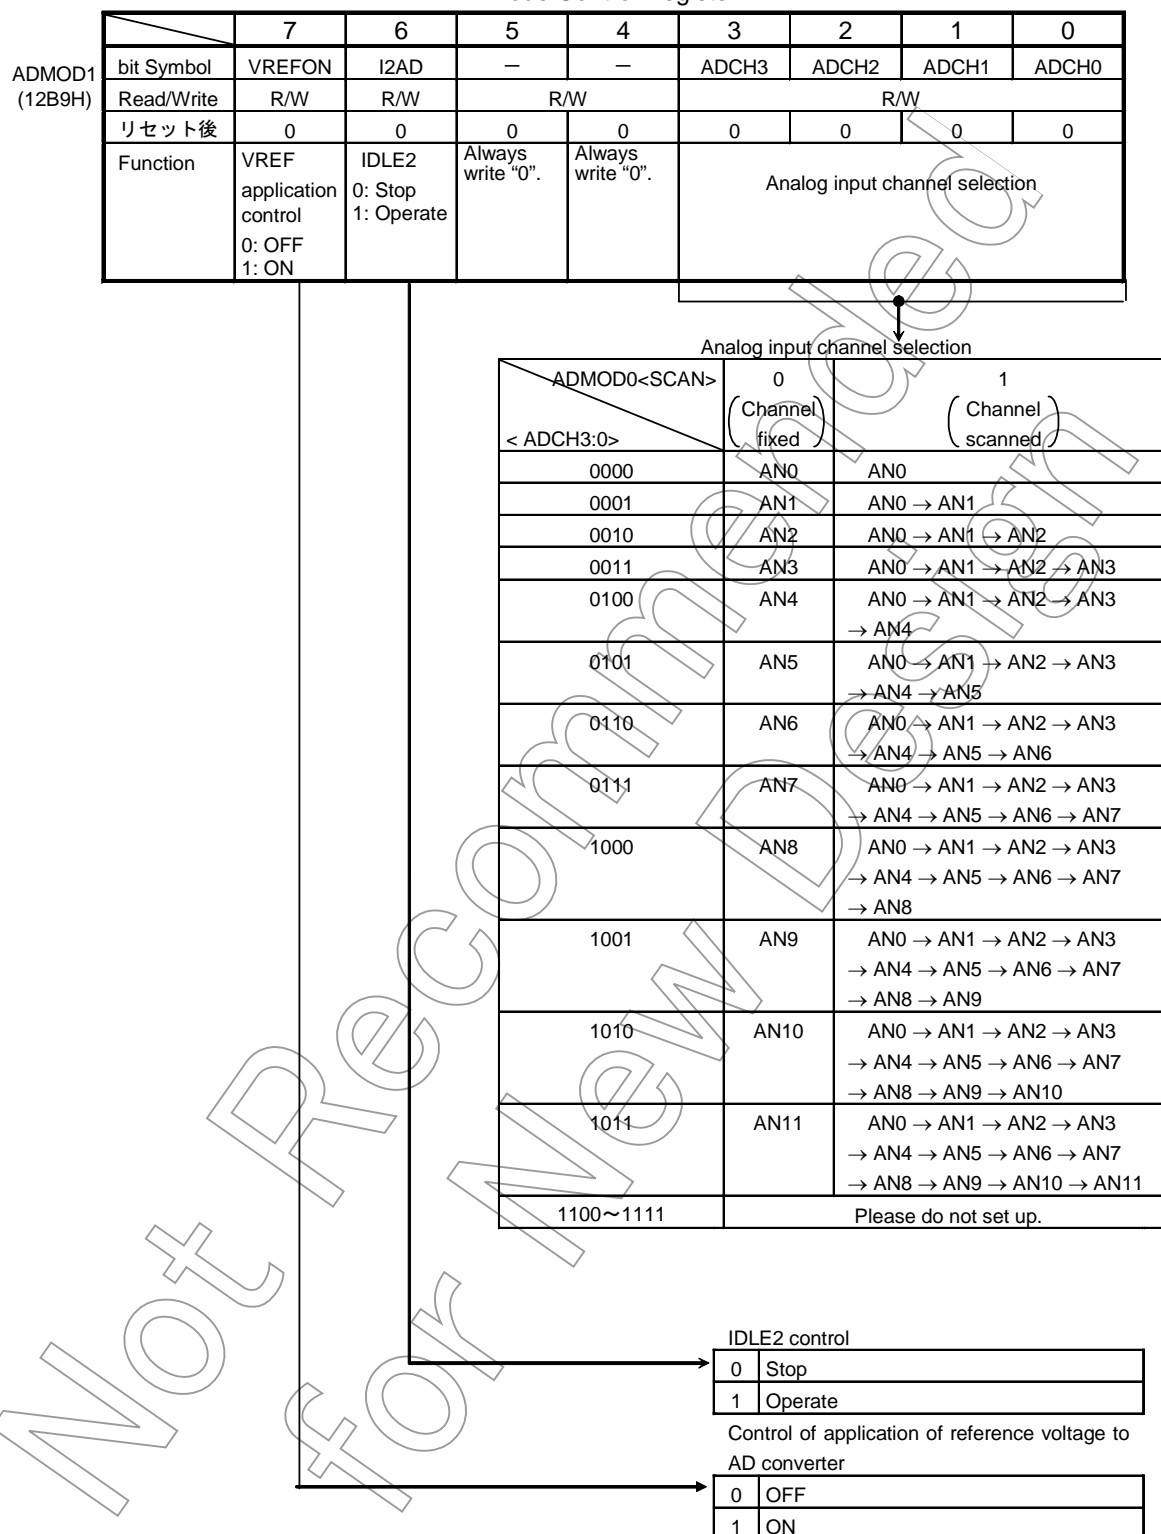 7 6 5 4 3 2 1 0
ADMOD1 (12B9H)
bit Symbol VREFON I2AD — — ADCH3 ADCH2 ADCH1 ADCH0
Read/Write R/W R/W R/W R/W
リセット後 0 0 0 0 0 0 0 0
Function
VREF
application
control
0: OFF
1: ON
IDLE2
0: Stop
1: Operate
Always
write “0”.
Always
write “0”.
Analog input channel selection
Analog input channel selection
ADMOD0<SCAN>
< ADCH3:0>
0
(Channel
fixed)
1
(Channel
scanned)
0000 AN0 AN0
0001 AN1 AN0 → AN1
0010 AN2 AN0 → AN1 → AN2
0011 AN3 AN0 → AN1 → AN2 → AN3
0100 AN4 AN0 → AN1 → AN2 → AN3
→ AN4
0101 AN5 AN0 → AN1 → AN2 → AN3
→ AN4 → AN5
0110 AN6 AN0 → AN1 → AN2 → AN3
→ AN4 → AN5 → AN6
0111 AN7 AN0 → AN1 → AN2 → AN3
→ AN4 → AN5 → AN6 → AN7
1000 AN8 AN0 → AN1 → AN2 → AN3
→ AN4 → AN5 → AN6 → AN7
→ AN8
1001 AN9 AN0 → AN1 → AN2 → AN3
→ AN4 → AN5 → AN6 → AN7
→ AN8 → AN9
1010 AN10 AN0 → AN1 → AN2 → AN3
→ AN4 → AN5 → AN6 → AN7
→ AN8 → AN9 → AN10
1011 AN11 AN0 → AN1 → AN2 → AN3
→ AN4 → AN5 → AN6 → AN7
→ AN8 → AN9 → AN10 → AN11
1100～1111 Please do not set up.
IDLE2 control
0 Stop
1 Operate
Control of application of reference voltage to
AD converter
0 OFF
1 ON
Not Recommended
for New Design